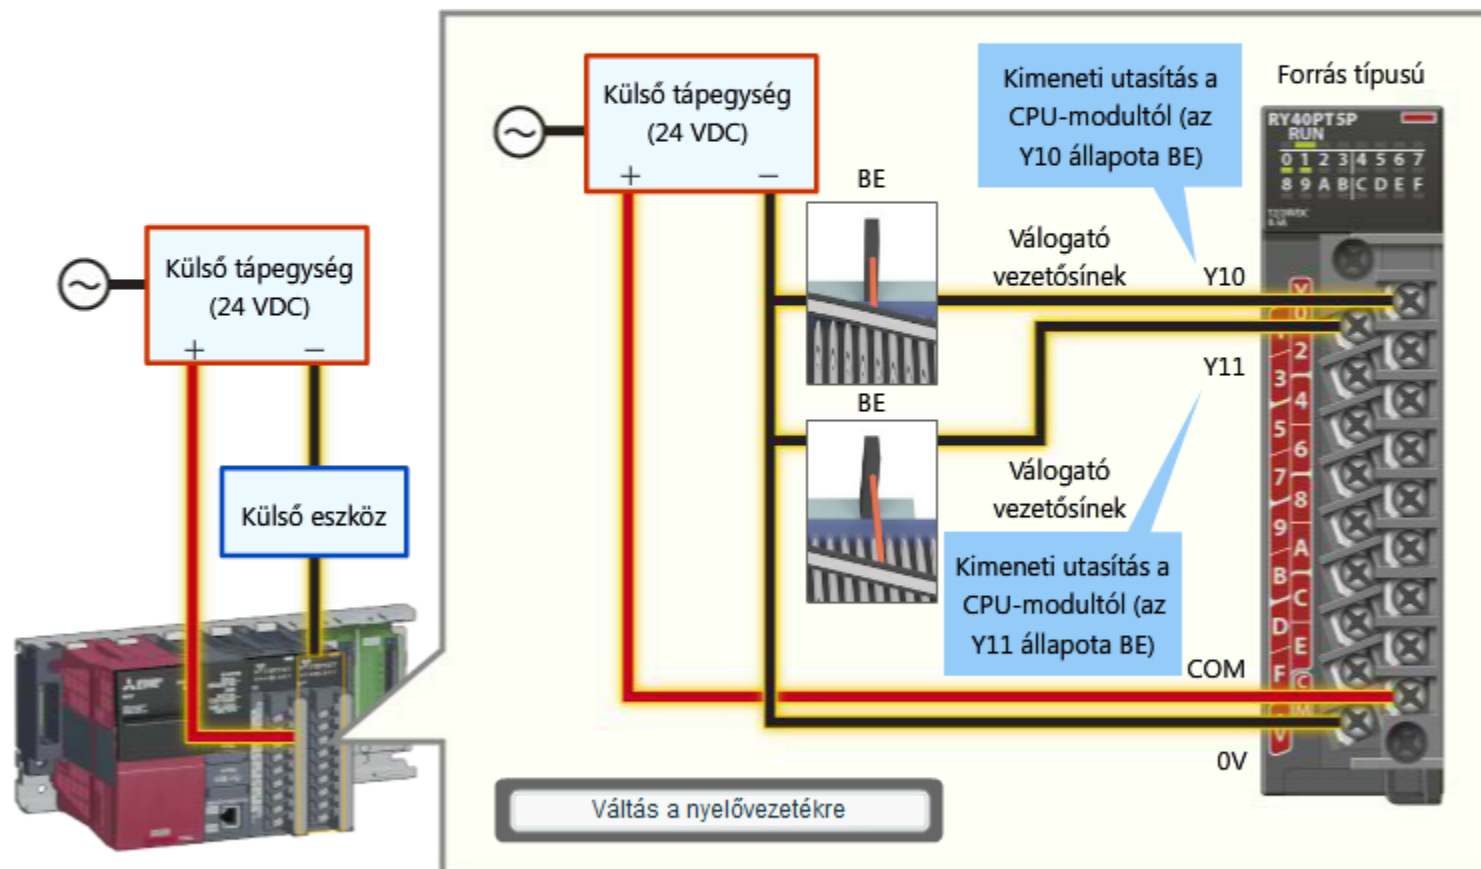 Külső tápegység
(24 VDC)
+ −
Külső eszköz
Külső tápegység
(24 VDC)
+ −
BE
BE
Kimeneti utasítás a
CPU-modultól (az
Y10 állapota BE)
Válogató
vezetősínek
Y10
Y11
Válogató
vezetősínek
Kimeneti utasítás a
CPU-modultól (az
Y11 állapota BE)
COM
0V
Váltás a nyelővezetékre
Forrás típusú
RY40PT5P
RUN
0 1 2 3 4 5 6 7
8 9 A B C D E F
Y
0
2
3
4
5
6
7
8
9
A
B
C
D
E
F